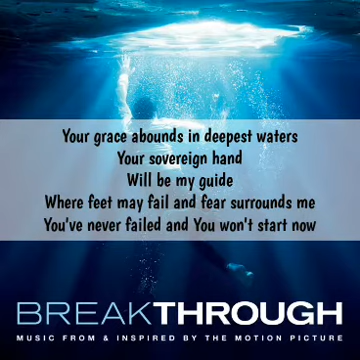 Your grace abounds in deepest waters
Your sovereign hand
Will be my guide
Where feet may fail and fear surrounds me
You've never failed and You won't start now
BREAKTHROUGH
MUSIC FROM & INSPIRED BY THE MOTION PICTURE